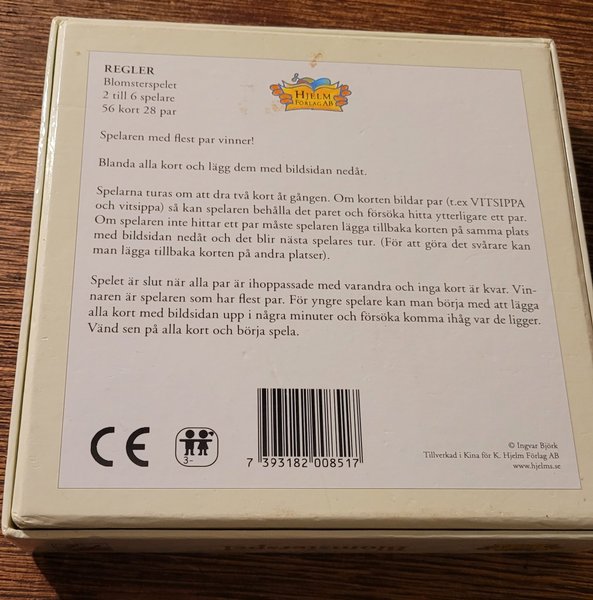 REGLER
Blomsterspelet
2 till 6 spelare
56 kort 28 par
HJELM
FÖRLAG AB
Spelaren med flest par vinner!
Blanda alla kort och lägg dem med bildsidan nedåt.
Spelarna turas om att dra två kort åt gången. Om korten bildar par (t.ex VITSIPPA
och vitsippa) så kan spelaren behålla det paret och försöka hitta ytterligare ett par.
Om spelaren inte hittar ett par måste spelaren lägga tillbaka korten på samma plats
med bildsidan nedåt och det blir nästa spelares tur. (För att göra det svårare kan
man lägga tillbaka korten på andra platser).
Spelet är slut när alla par är ihoppassade med varandra och inga kort är kvar. Vin-
naren är spelaren som har flest par. För yngre spelare kan man börja med att lägga
alla kort med bildsidan upp i några minuter och försöka komma ihåg var de ligger.
Vänd sen på alla kort och börja spela.
CE
3-
7 393182 008517
© Ingvar Björk
Tillverkad i Kina för K. Hjelm Förlag AB
www.hjelms.se
Blomsterspel